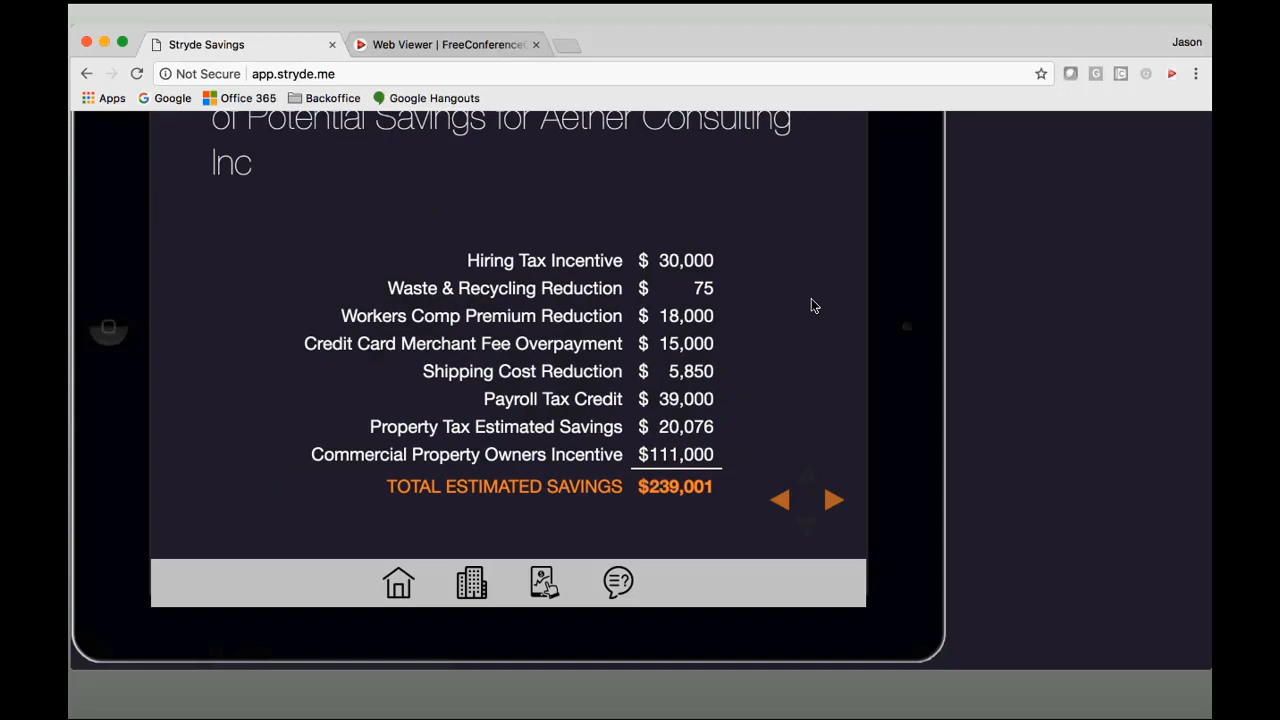 Stryde Savings
Web Viewer | FreeConference
Jason
Not Secure
app.stryde.me
Apps
Google
Office 365
Backoffice
Google Hangouts
of Potential Savings for Aether Consulting
Inc
Hiring Tax Incentive $ 30,000
Waste & Recycling Reduction $ 75
Workers Comp Premium Reduction $ 18,000
Credit Card Merchant Fee Overpayment $ 15,000
Shipping Cost Reduction $ 5,850
Payroll Tax Credit $ 39,000
Property Tax Estimated Savings $ 20,076
Commercial Property Owners Incentive $111,000
TOTAL ESTIMATED SAVINGS $239,001